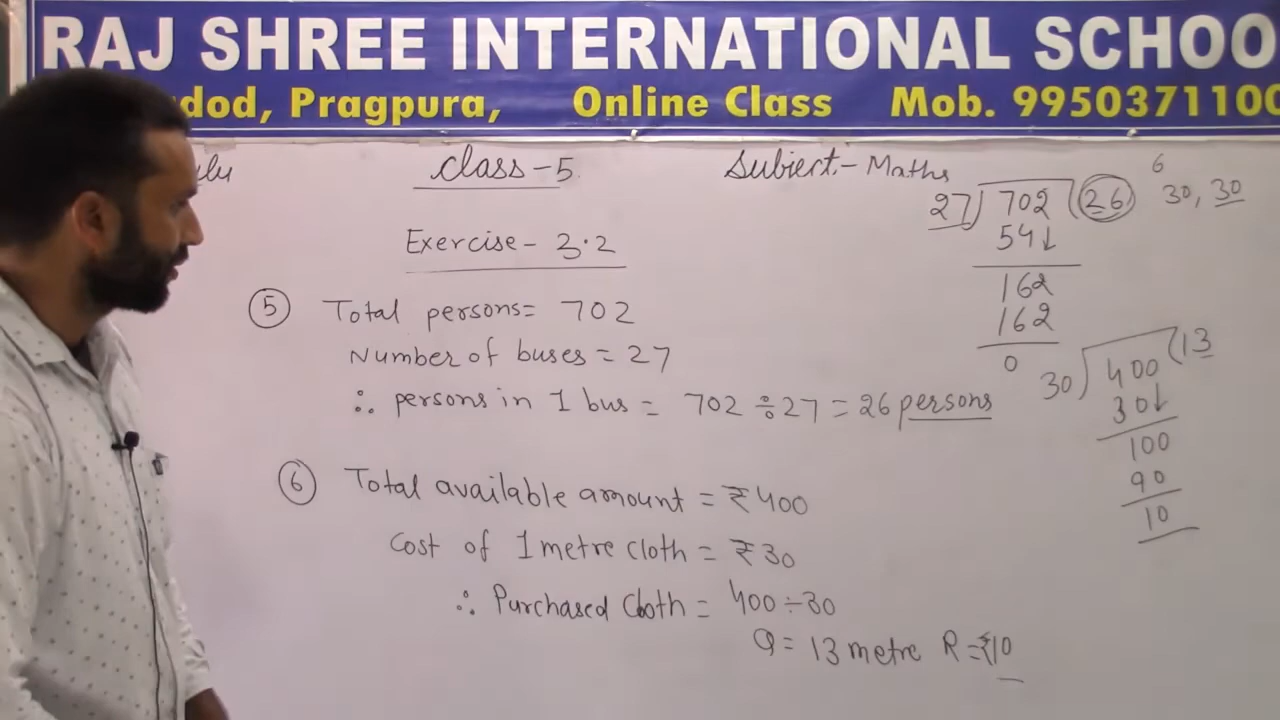 RAJ SHREE INTERNATIONAL SCHOO
dod, Pragpura, Online Class Mob. 9950371100
Class-5 Subject:- Maths
Exercise - 3.2
5 Total persons= 702
Number of buses = 27
∴ persons in 1 bus = 702 ÷ 27 = 26 persons
6 Total available amount = ₹400
Cost of 1 metre cloth = ₹30
∴ Purchased Cloth = 400÷30
Q= 13 metre R=₹10
27) 702 (26
54↓
162
162
0
6
30, 30
30) 400 (13
30↓
100
90
10